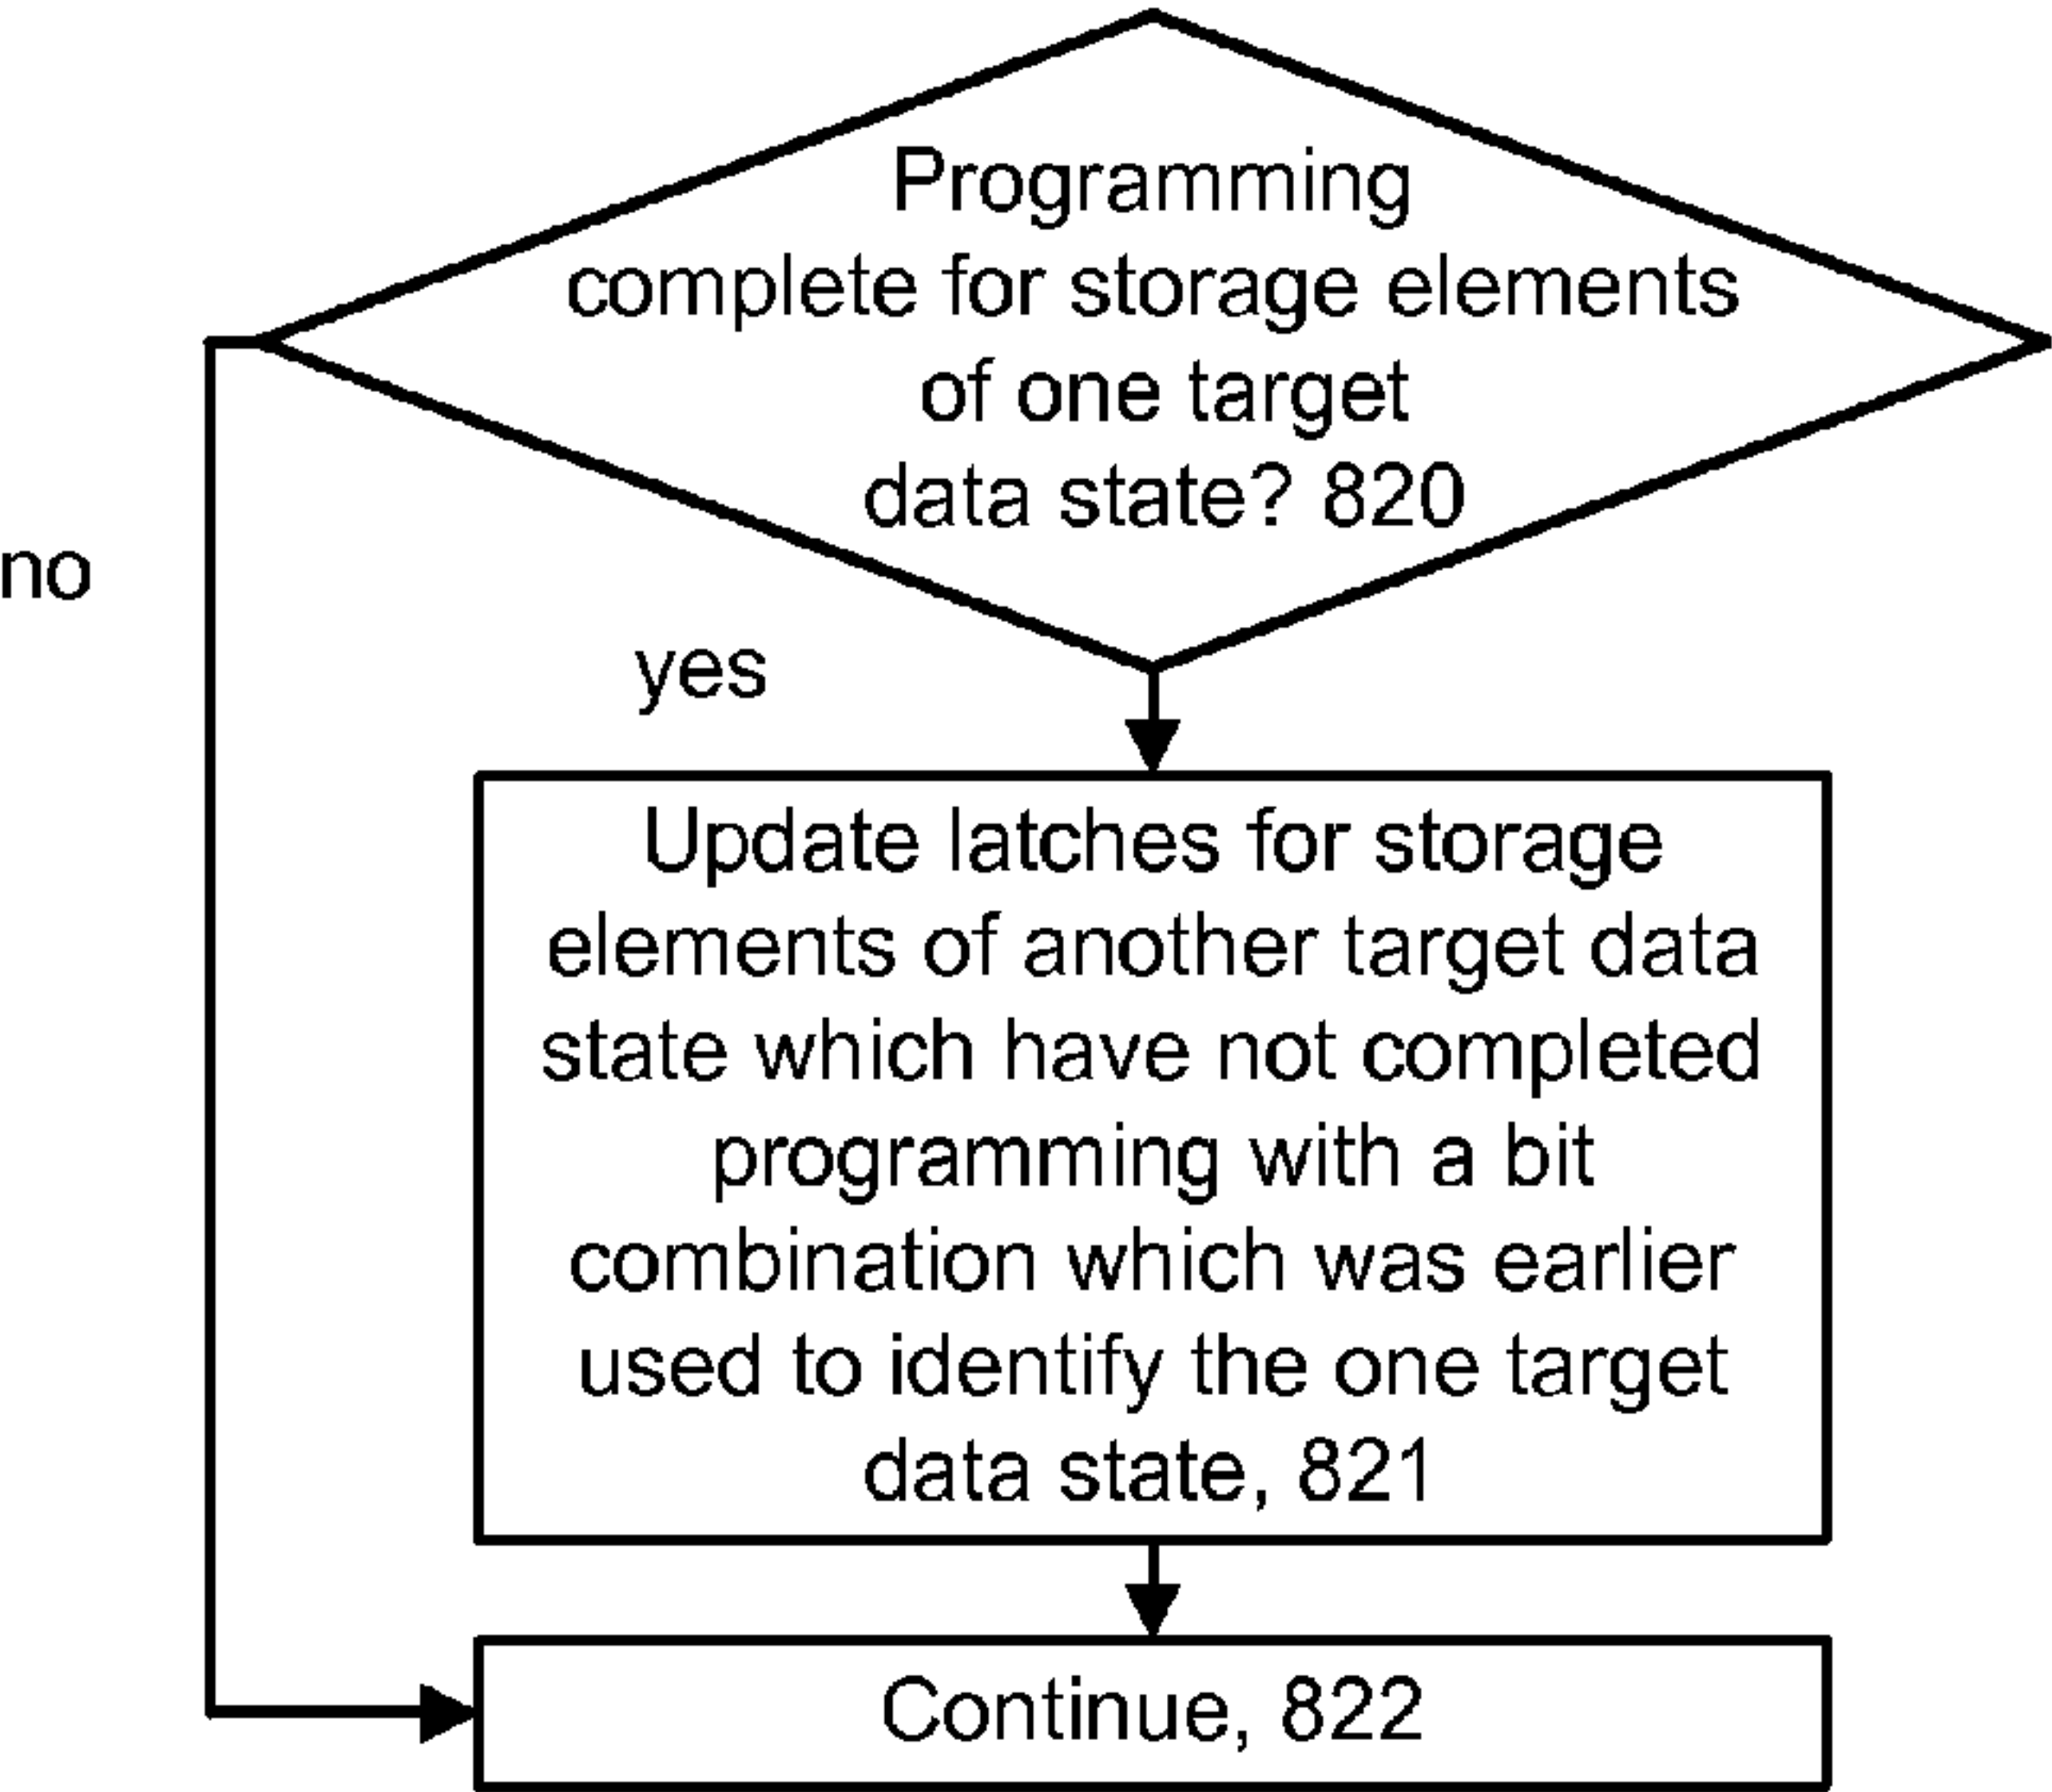 Programming
complete for storage elements
of one target
data state? 820
no
yes
Update latches for storage
elements of another target data
state which have not completed
programming with a bit
combination which was earlier
used to identify the one target
data state, 821
Continue, 822